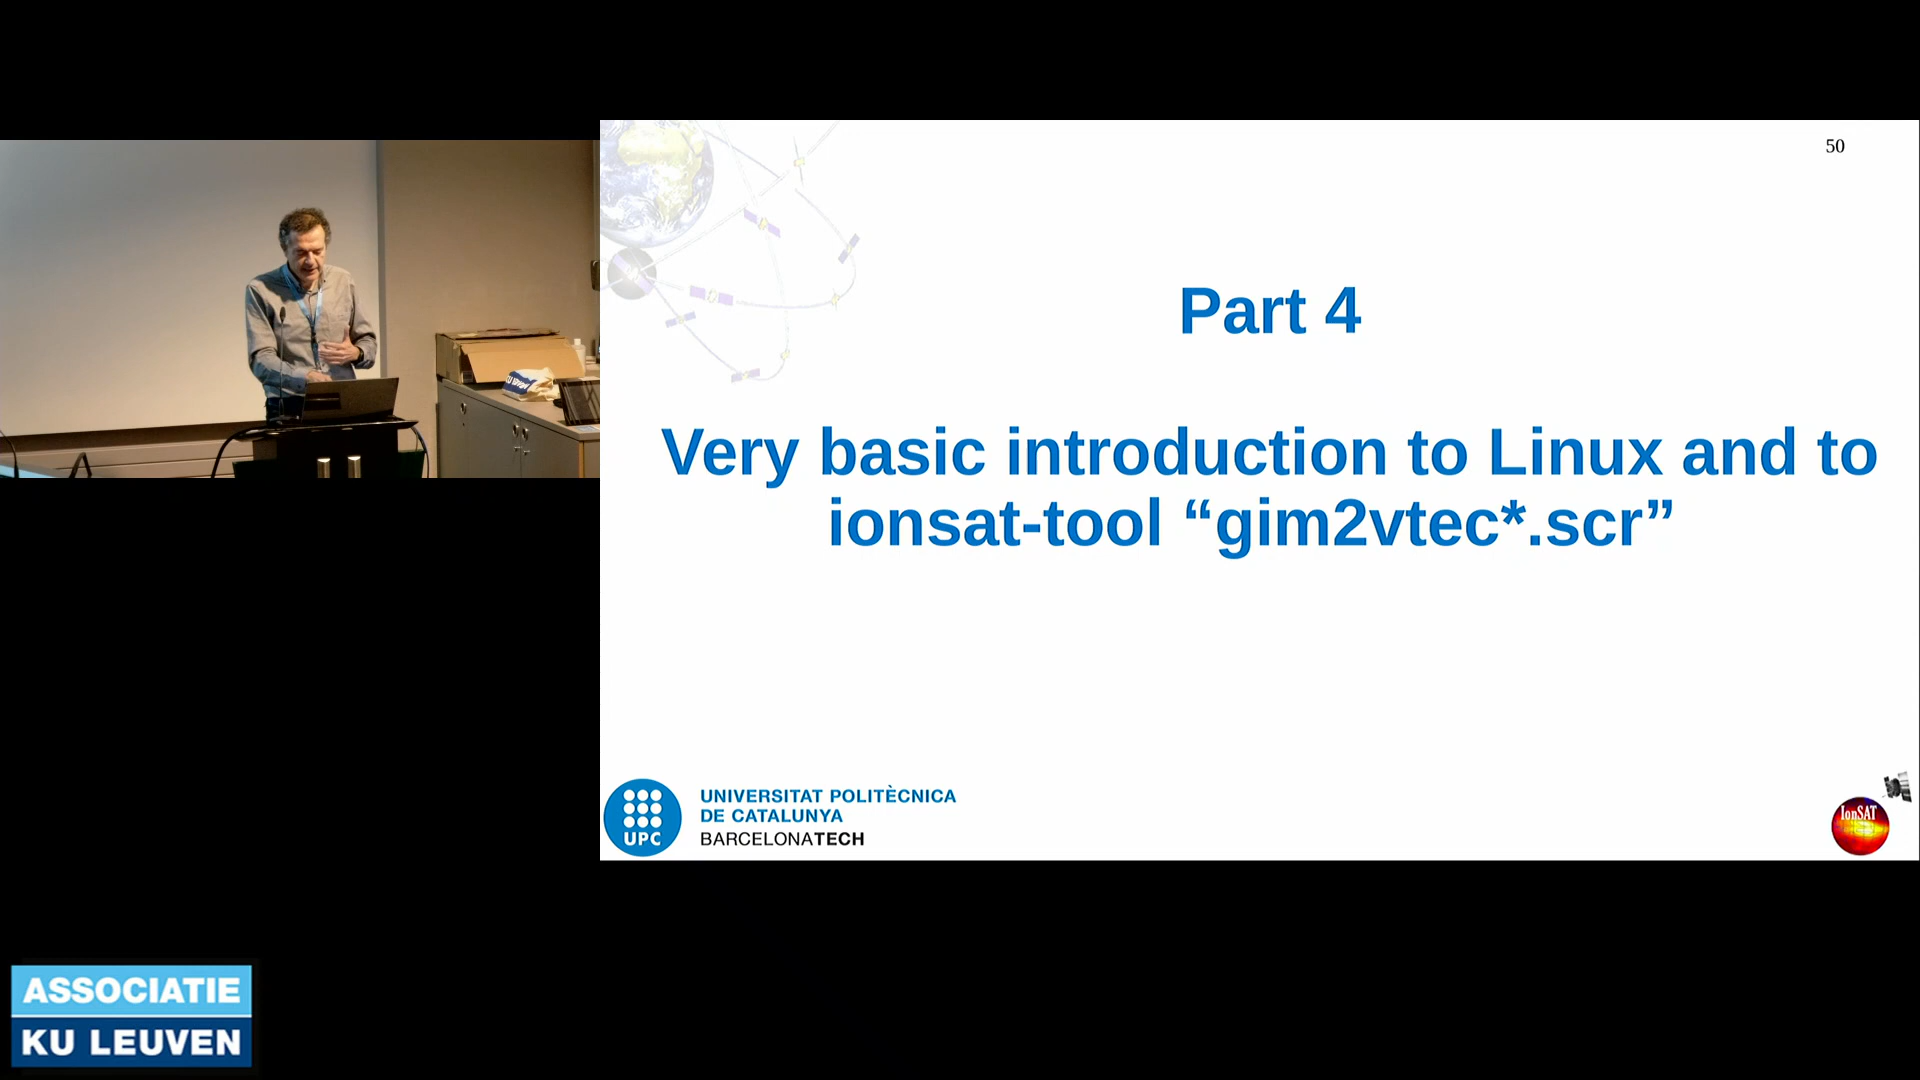 50
Part 4
Very basic introduction to Linux and to
ionsat-tool “gim2vtec*.scr”
UPC
UNIVERSITAT POLITÈCNICA
DE CATALUNYA
BARCELONATECH
IonSAT
ASSOCIATIE
KU LEUVEN